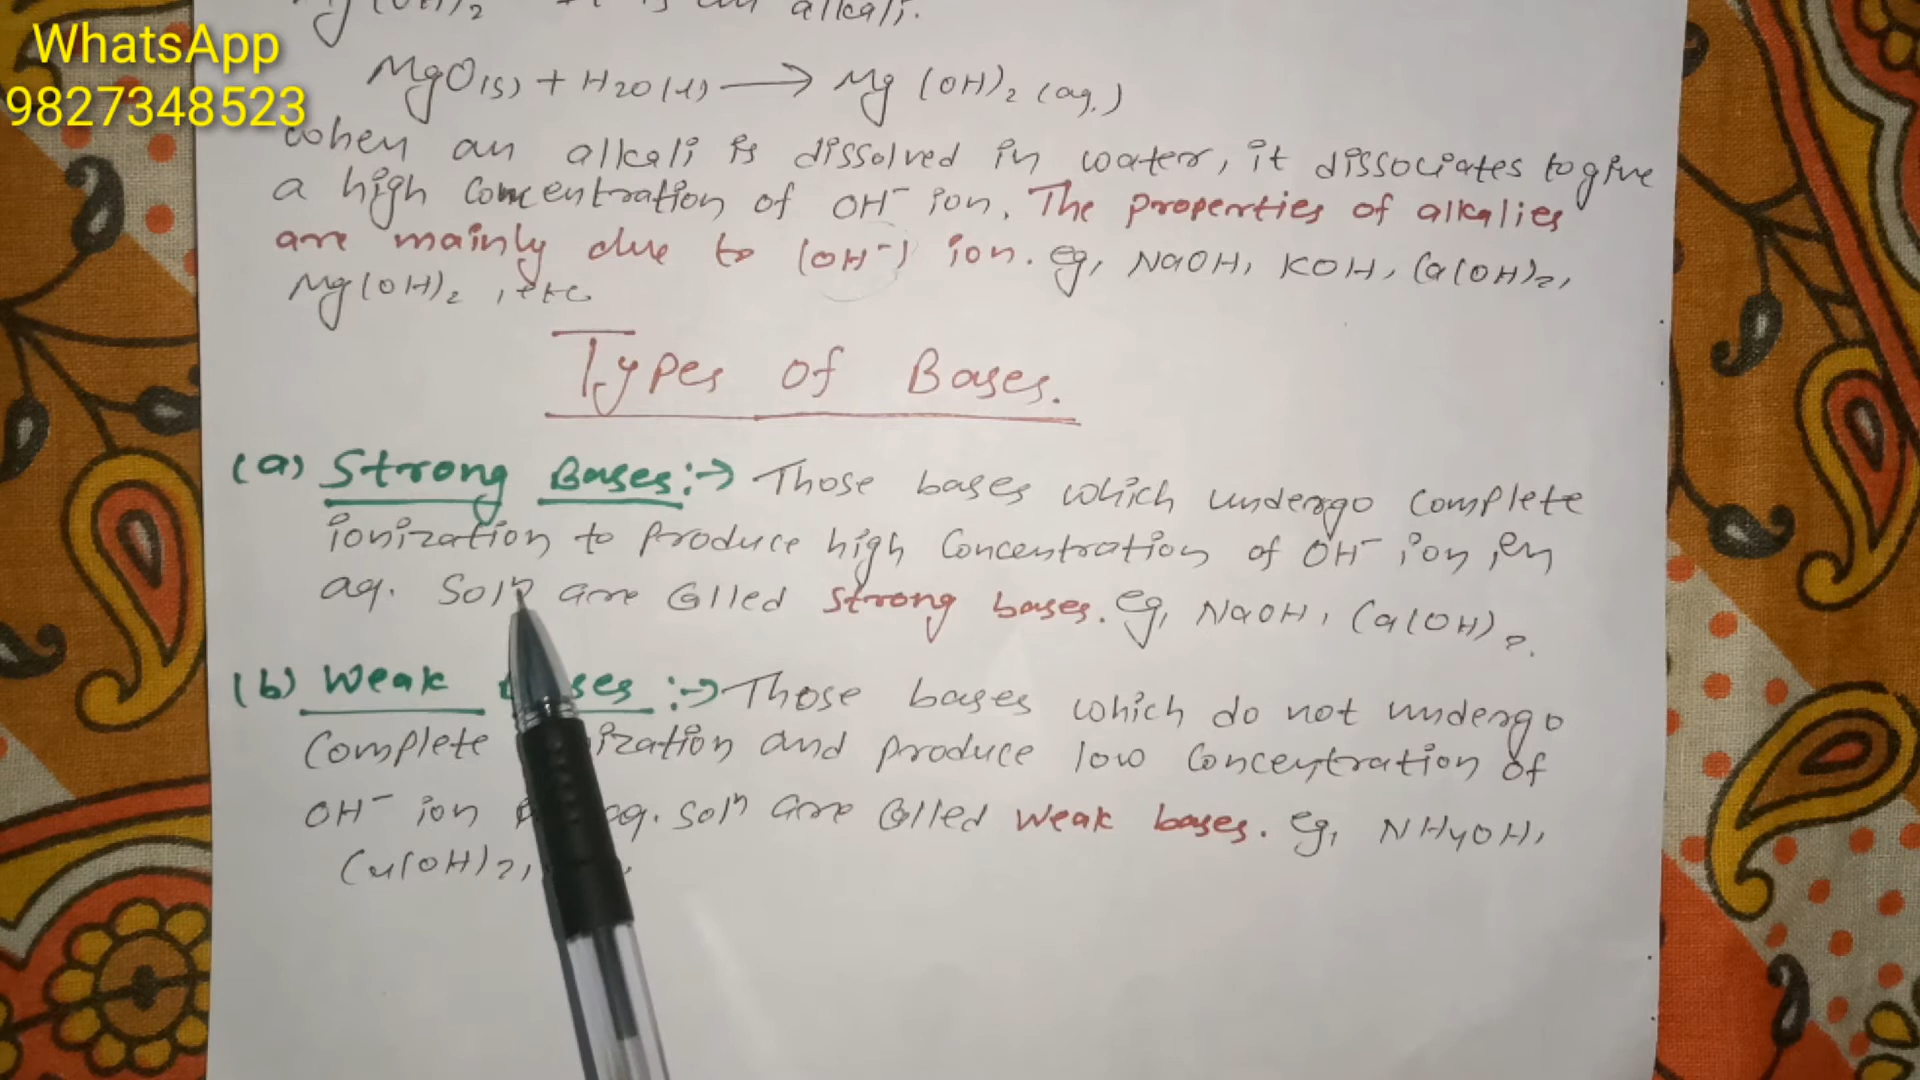 WhatsApp
9827348523
alkali.
MgO(s) + H2O(l) ⟶ Mg (OH)2 (aq.)
When an alkali is dissolved in water, it dissociates to give
a high Concentration of OH⁻ ion. The properties of alkalies
are mainly due to (OH⁻) ion. eg, NaOH, KOH, Ca(OH)2,
Mg(OH)2, etc
Types of Bases.
(a) Strong Bases:→ Those bases which undergo complete
ionization to produce high Concentration of OH⁻ ion in
aq. Solⁿ are Called Strong bases. eg, NaOH, Ca(OH)2.
(b) Weak :→ Those bases which do not undergo
Complete and produce low Concentration of
OH⁻ ion aq. Solⁿ are Called Weak bases. eg, NH4OH,
Cu(OH)2,